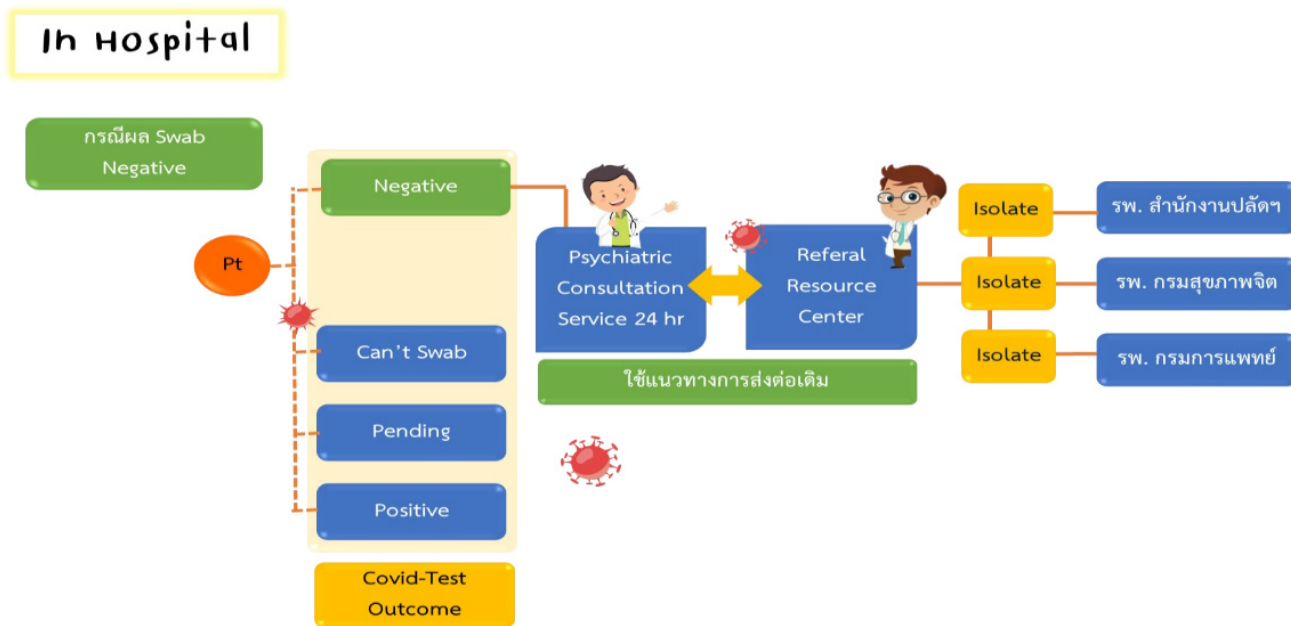 In Hospital
กรณีผล Swab
Negative
Pt
Negative
Can't Swab
Pending
Positive
Covid-Test
Outcome
Psychiatric
Consultation
Service 24 hr
Referal
Resource
Center
ใช้แนวทางการส่งต่อเดิม
Isolate
รพ. สำนักงานปลัดฯ
Isolate
รพ. กรมสุขภาพจิต
Isolate
รพ. กรมการแพทย์